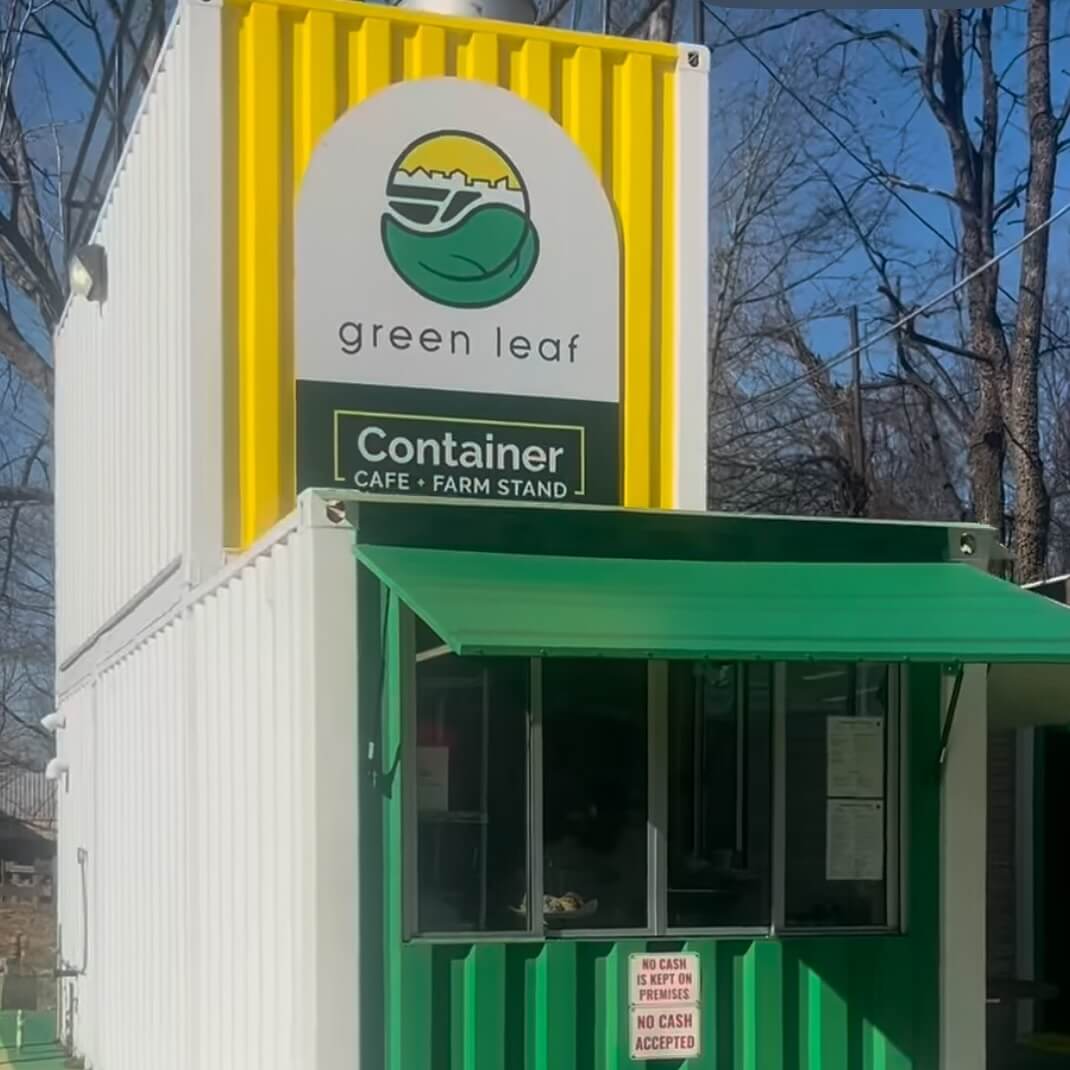 green leaf
Container
CAFE + FARM STAND
NO CASH
IS KEPT ON
PREMISES
NO CASH
ACCEPTED